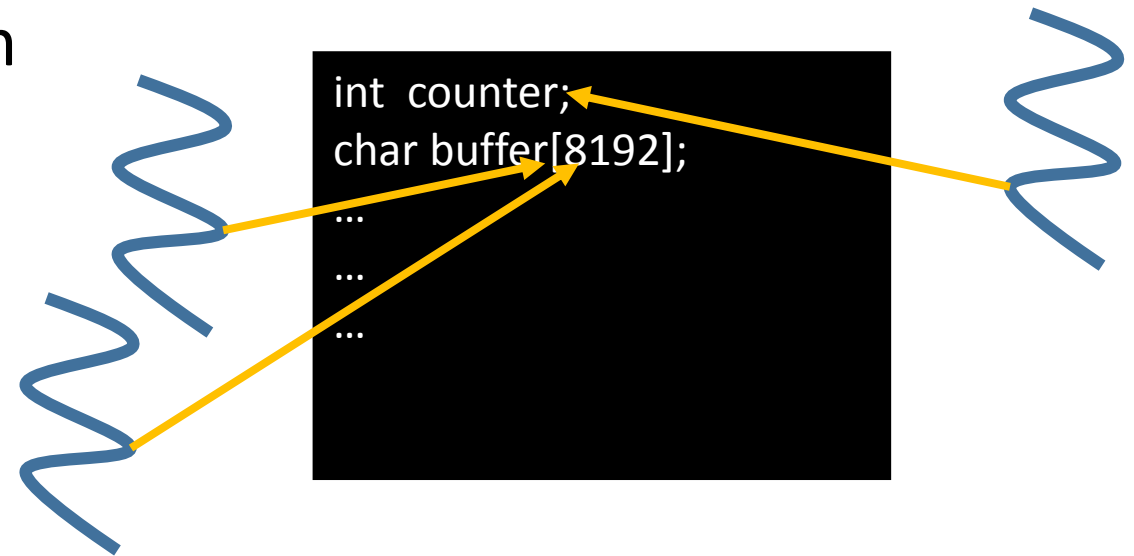 n
int counter;
char buffer[8192];
...
...
...